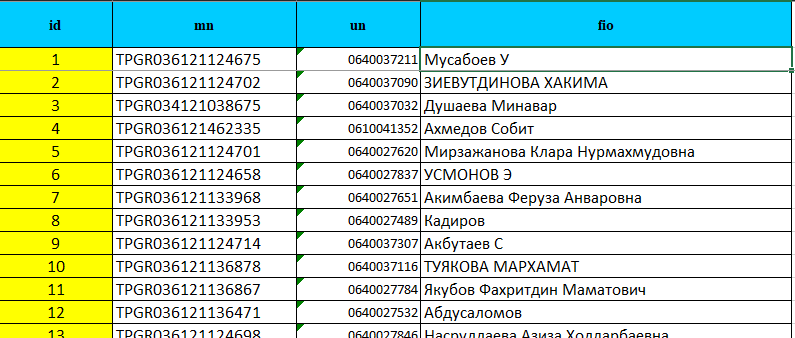 id mn un fio
1 TPGR036121124675 0640037211 Мусабоев У
2 TPGR036121124702 0640037090 ЗИЕВУТДИНОВА ХАКИМА
3 TPGR034121038675 0640037032 Душаева Минавар
4 TPGR036121462335 0610041352 Ахмедов Собит
5 TPGR036121124701 0640027620 Мирзажанова Клара Нурмахмудовна
6 TPGR036121124658 0640027837 УСМОНОВ Э
7 TPGR036121133968 0640027651 Акимбаева Феруза Анваровна
8 TPGR036121133953 0640027489 Кадиров
9 TPGR036121124714 0640037307 Акбутаев С
10 TPGR036121136878 0640037116 ТУЯКОВА МАРХАМАТ
11 TPGR036121136867 0640027784 Якубов Фахритдин Маматович
12 TPGR036121136471 0640027532 Абдусаломов
13 TPGR036121124698 0640027846 Насруллаева Азиза Холдарбаевна